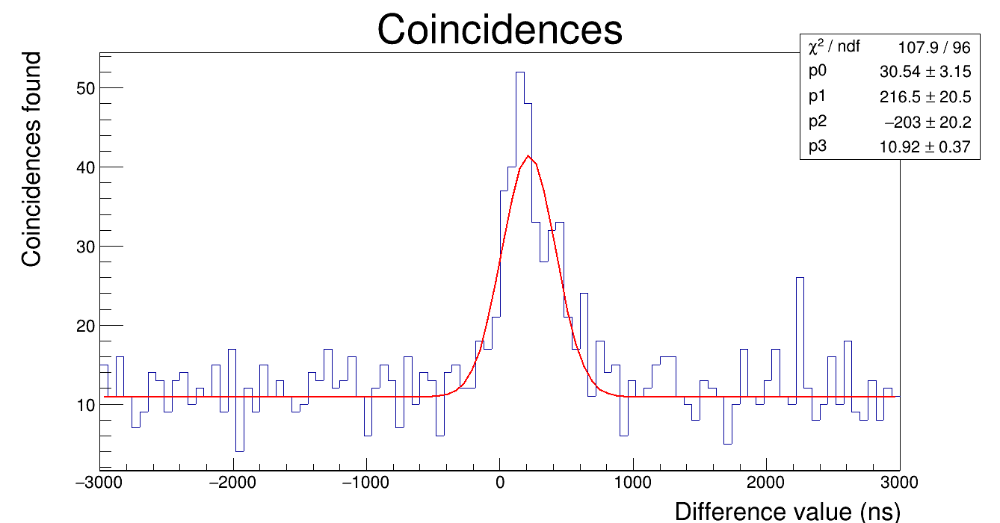 Coincidences
χ² / ndf 107.9 / 96
p0 30.54 ± 3.15
p1 216.5 ± 20.5
p2 −203 ± 20.2
p3 10.92 ± 0.37
Coincidences found
50
40
30
20
10
−3000 −2000 −1000 0 1000 2000 3000
Difference value (ns)